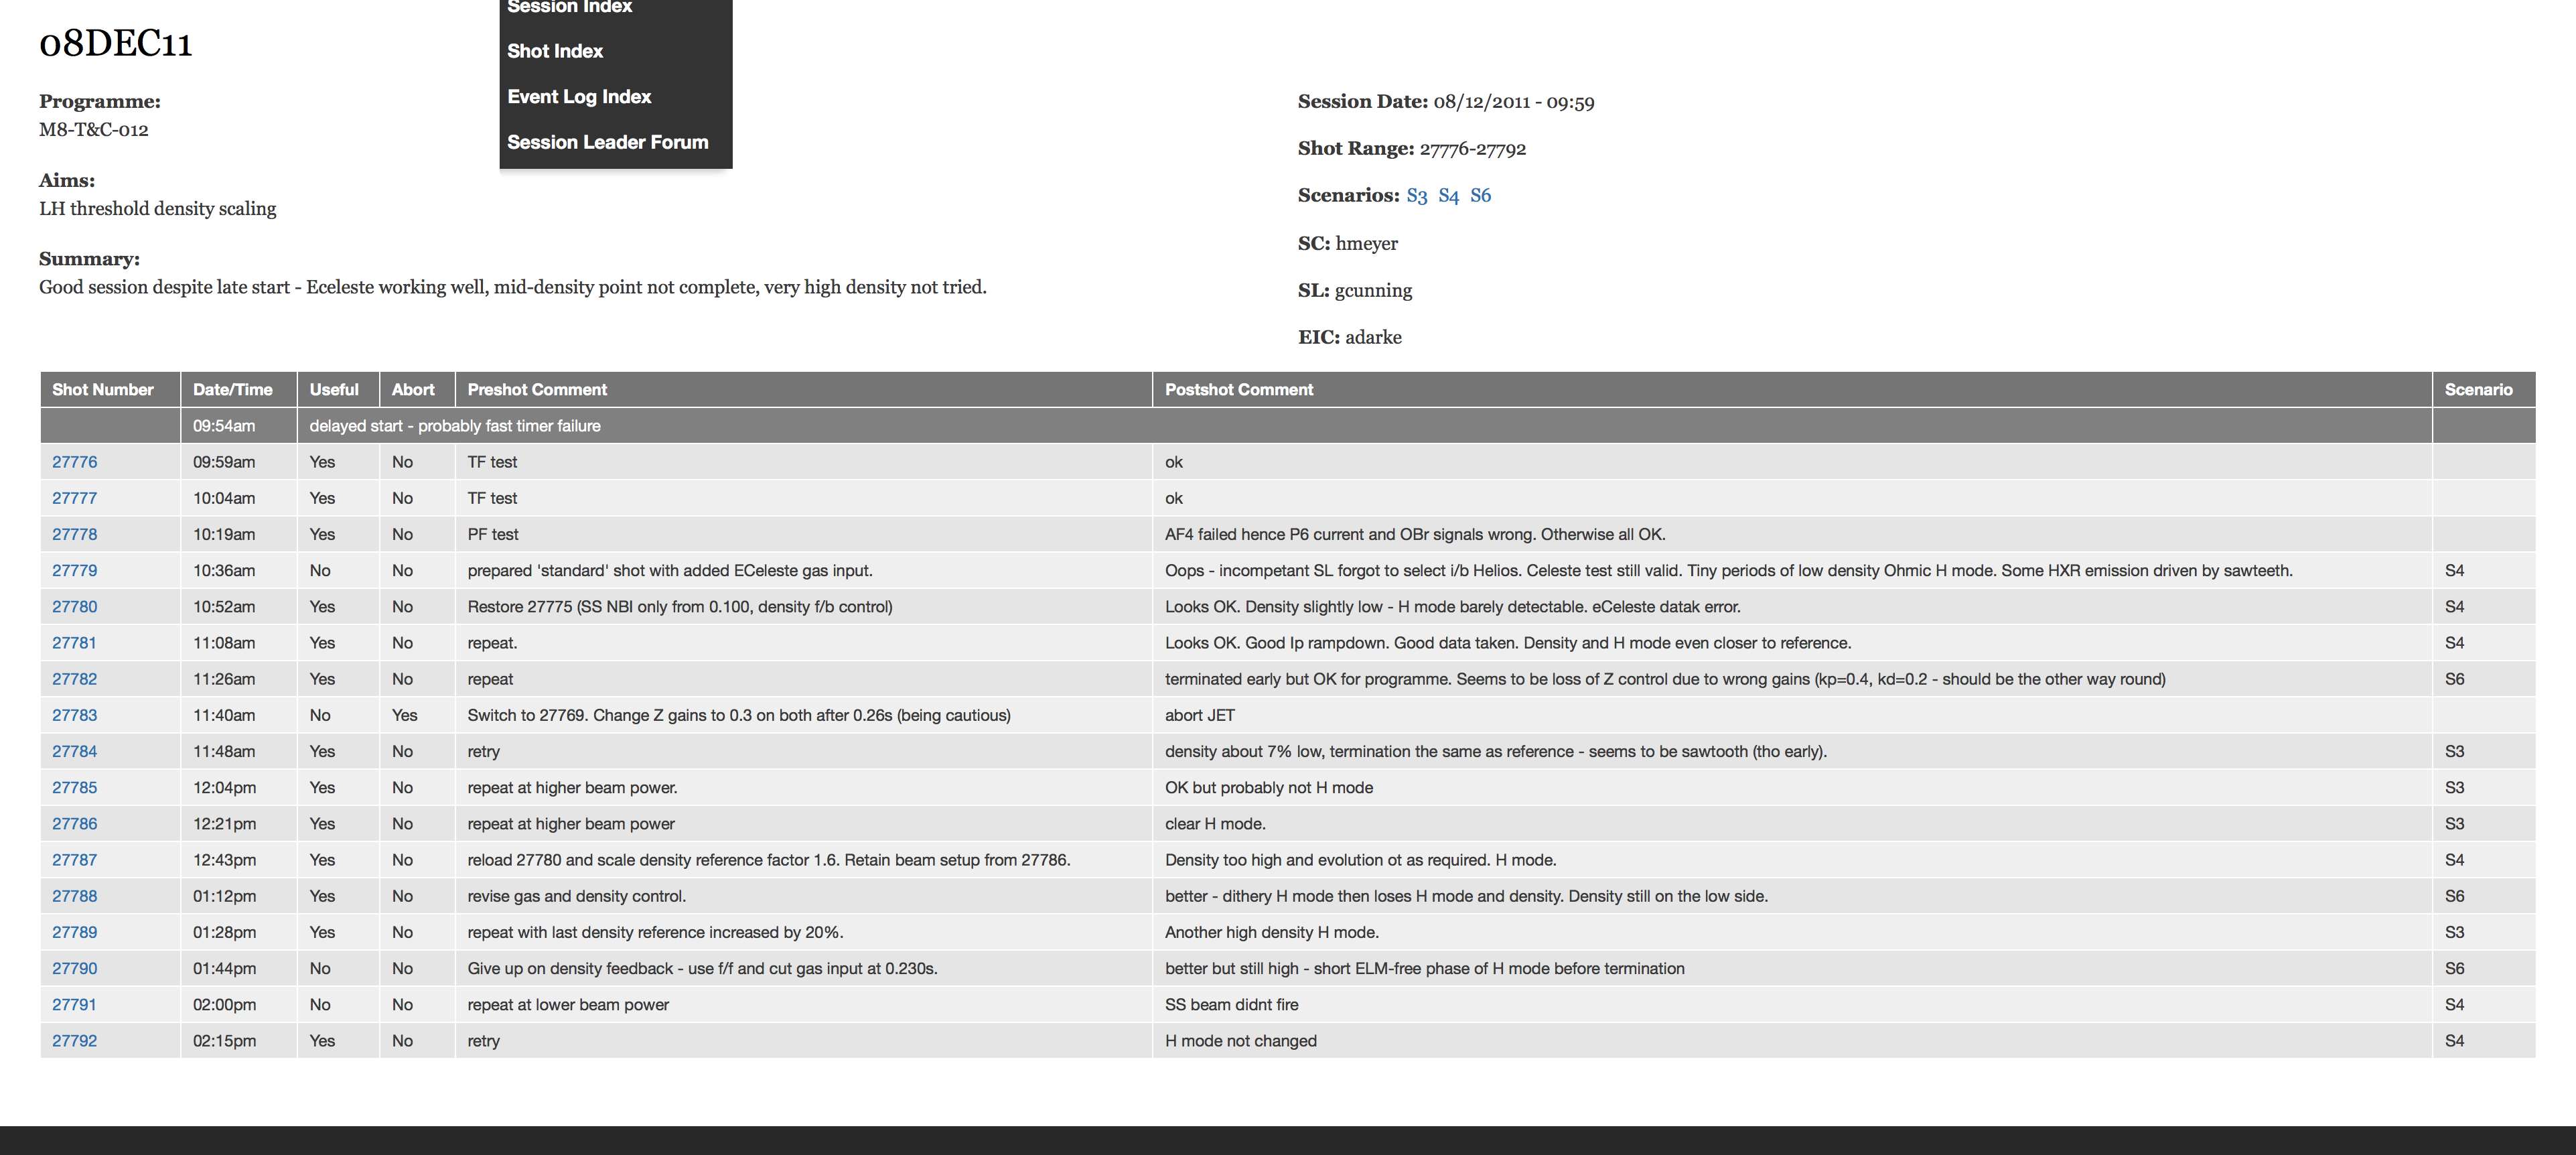 Session Index
Shot Index
Event Log Index
Session Leader Forum
08DEC11
Programme:
M8-T&C-012
Aims:
LH threshold density scaling
Summary:
Good session despite late start - Eceleste working well, mid-density point not complete, very high density not tried.
Session Date: 08/12/2011 - 09:59
Shot Range: 27776-27792
Scenarios: S3 S4 S6
SC: hmeyer
SL: gcunning
EIC: adarke
Shot Number Date/Time Useful Abort Preshot Comment Postshot Comment Scenario
09:54am delayed start - probably fast timer failure
27776 09:59am Yes No TF test ok
27777 10:04am Yes No TF test ok
27778 10:19am Yes No PF test AF4 failed hence P6 current and OBr signals wrong. Otherwise all OK.
27779 10:36am No No prepared 'standard' shot with added ECeleste gas input. Oops - incompetant SL forgot to select i/b Helios. Celeste test still valid. Tiny periods of low density Ohmic H mode. Some HXR emission driven by sawteeth. S4
27780 10:52am Yes No Restore 27775 (SS NBI only from 0.100, density f/b control) Looks OK. Density slightly low - H mode barely detectable. eCeleste datak error. S4
27781 11:08am Yes No repeat. Looks OK. Good Ip rampdown. Good data taken. Density and H mode even closer to reference. S4
27782 11:26am Yes No repeat terminated early but OK for programme. Seems to be loss of Z control due to wrong gains (kp=0.4, kd=0.2 - should be the other way round) S6
27783 11:40am No Yes Switch to 27769. Change Z gains to 0.3 on both after 0.26s (being cautious) abort JET
27784 11:48am Yes No retry density about 7% low, termination the same as reference - seems to be sawtooth (tho early). S3
27785 12:04pm Yes No repeat at higher beam power. OK but probably not H mode S3
27786 12:21pm Yes No repeat at higher beam power clear H mode. S3
27787 12:43pm Yes No reload 27780 and scale density reference factor 1.6. Retain beam setup from 27786. Density too high and evolution ot as required. H mode. S4
27788 01:12pm Yes No revise gas and density control. better - dithery H mode then loses H mode and density. Density still on the low side. S6
27789 01:28pm Yes No repeat with last density reference increased by 20%. Another high density H mode. S3
27790 01:44pm No No Give up on density feedback - use f/f and cut gas input at 0.230s. better but still high - short ELM-free phase of H mode before termination S6
27791 02:00pm No No repeat at lower beam power SS beam didnt fire S4
27792 02:15pm Yes No retry H mode not changed S4